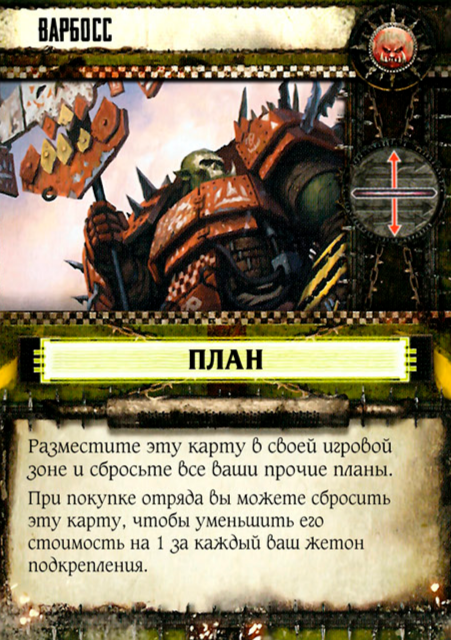 ВАРБОСС
ПЛАН
Разместите эту карту в своей игровой
зоне и сбросьте все ваши прочие планы.
При покупке отряда вы можете сбросить
эту карту, чтобы уменьшить его
стоимость на 1 за каждый ваш жетон
подкрепления.